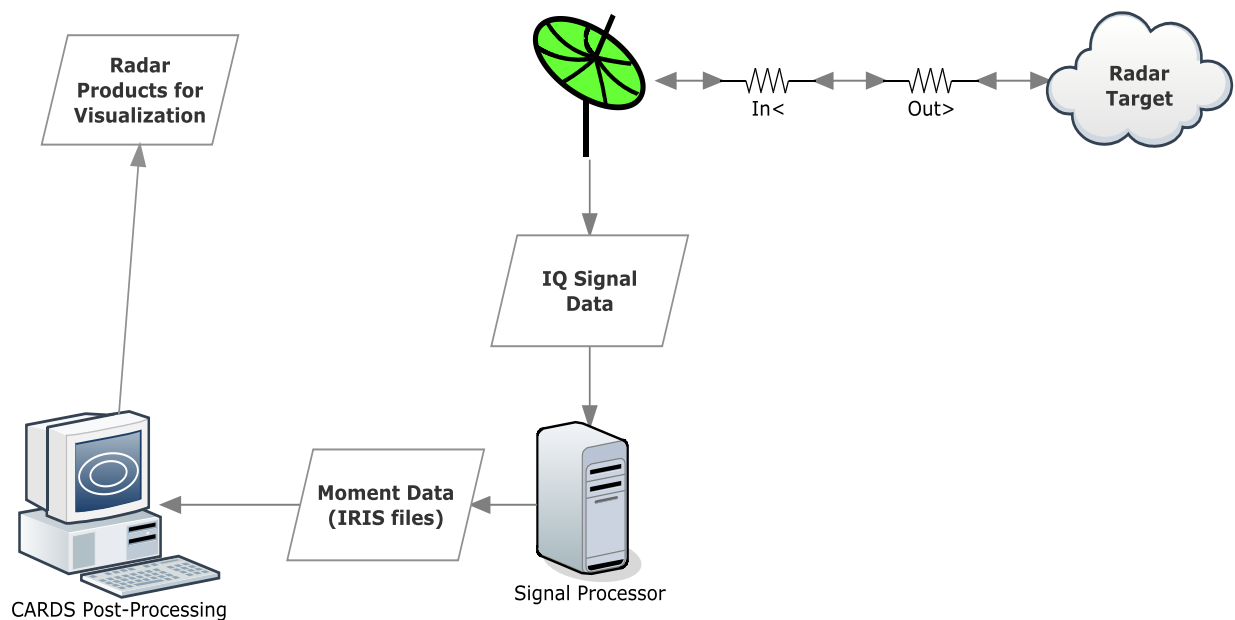 Radar
Products for
Visualization
In<
Out>
Radar
Target
IQ Signal
Data
Moment Data
(IRIS files)
Signal Processor
CARDS Post-Processing